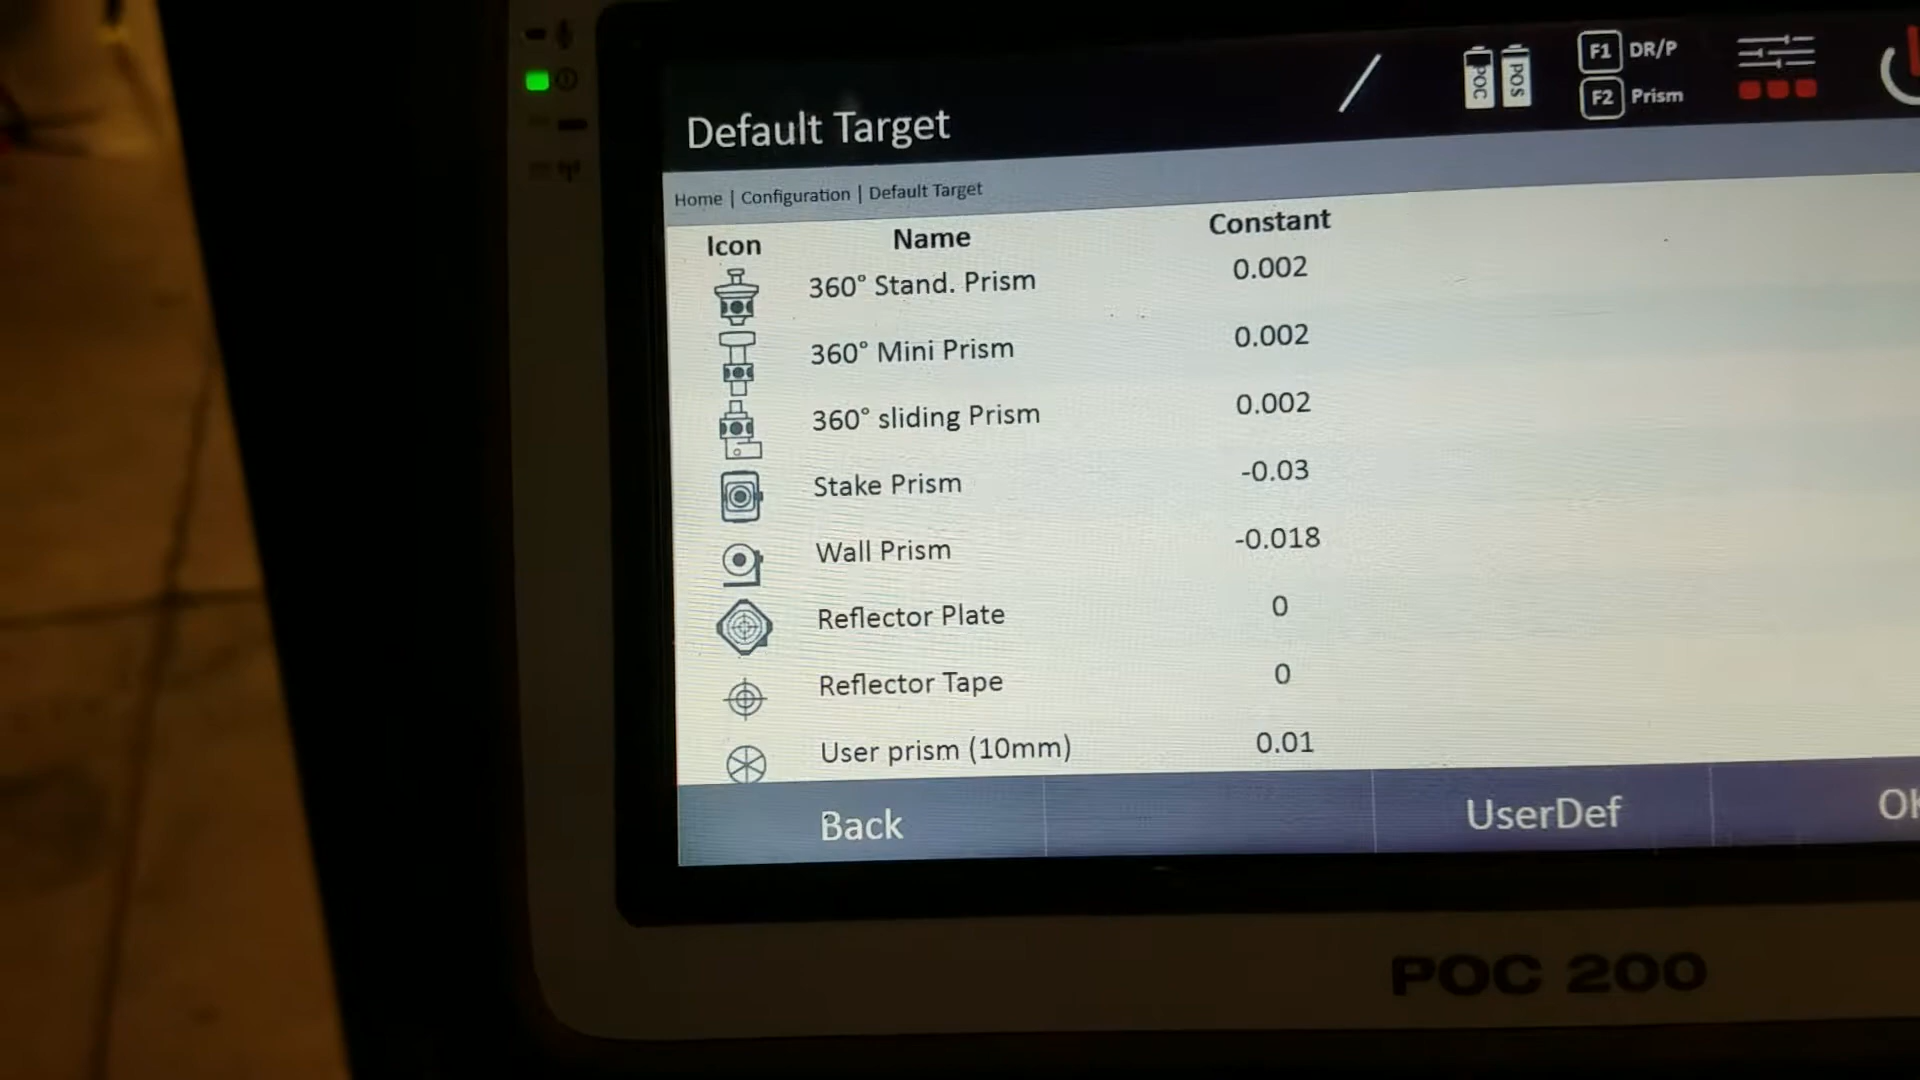 POC
POS
F1 DR/P
F2 Prism
Default Target
Home | Configuration | Default Target
Icon Name Constant
360° Stand. Prism 0.002
360° Mini Prism 0.002
360° sliding Prism 0.002
Stake Prism -0.03
Wall Prism -0.018
Reflector Plate 0
Reflector Tape 0
User prism (10mm) 0.01
Back UserDef
POC 200